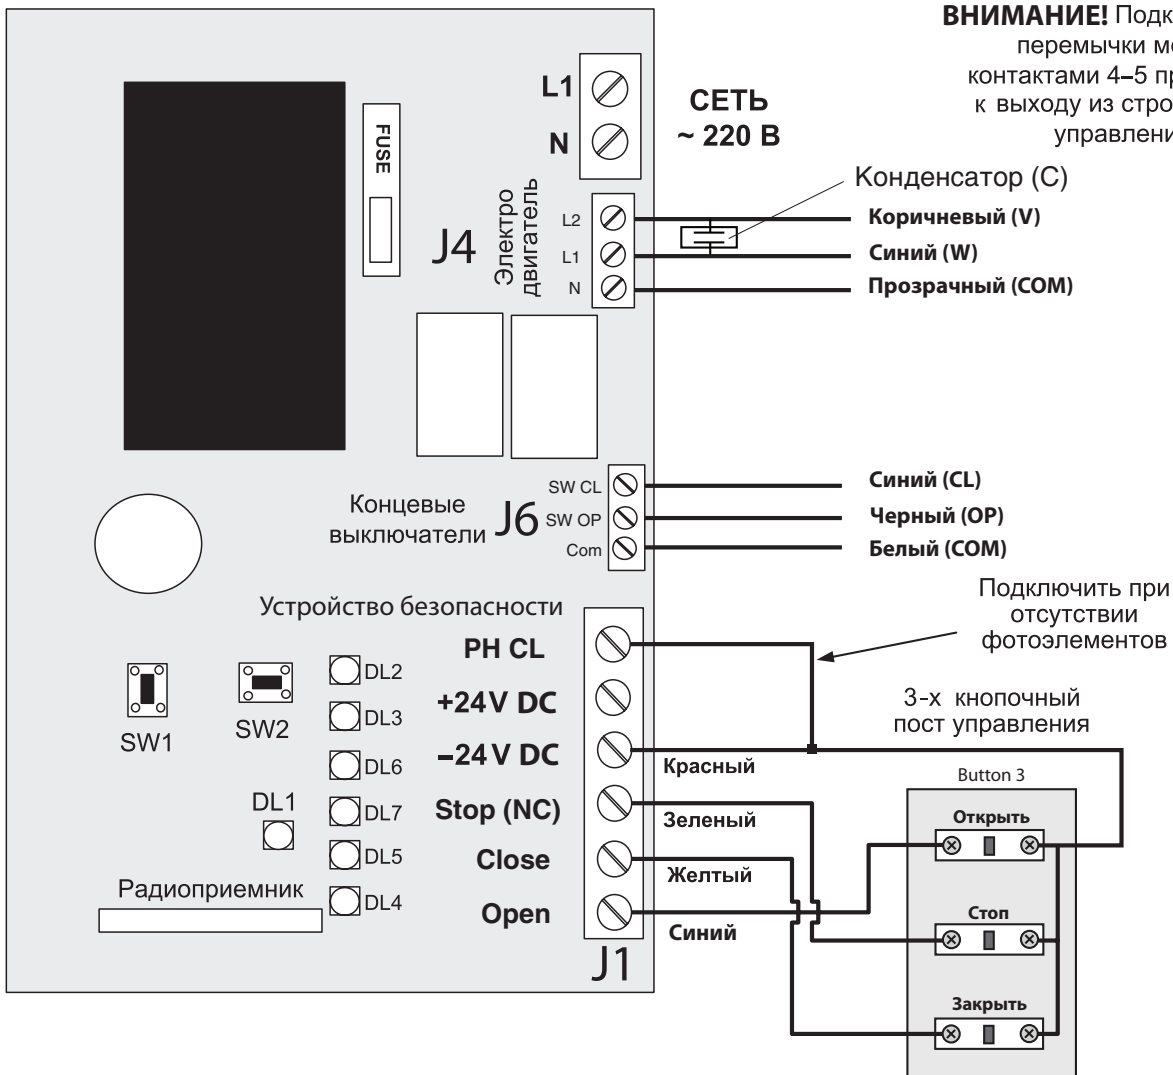 ВНИМАНИЕ!
перемычки
контактами 4–5
к выходу из
L1
N
СЕТЬ
~ 220 В
FUSE
J4
Электро
двигатель
L2
L1
N
Конденсатор (C)
Коричневый (V)
Синий (W)
Прозрачный (COM)
Концевые
выключатели
J6
SW CL
SW OP
Com
Синий (CL)
Черный (OP)
Белый (COM)
Подключить при
отсутствии
фотоэлементов
Устройство безопасности
PH CL
+24V DC
–24V DC
Stop (NC)
Close
Open
J1
SW1
SW2
DL2
DL3
DL6
DL7
DL5
DL4
DL1
Радиоприемник
Красный
Зеленый
Желтый
Синий
3-х кнопочный
пост управления
Button 3
Открыть
Стоп
Закрыть